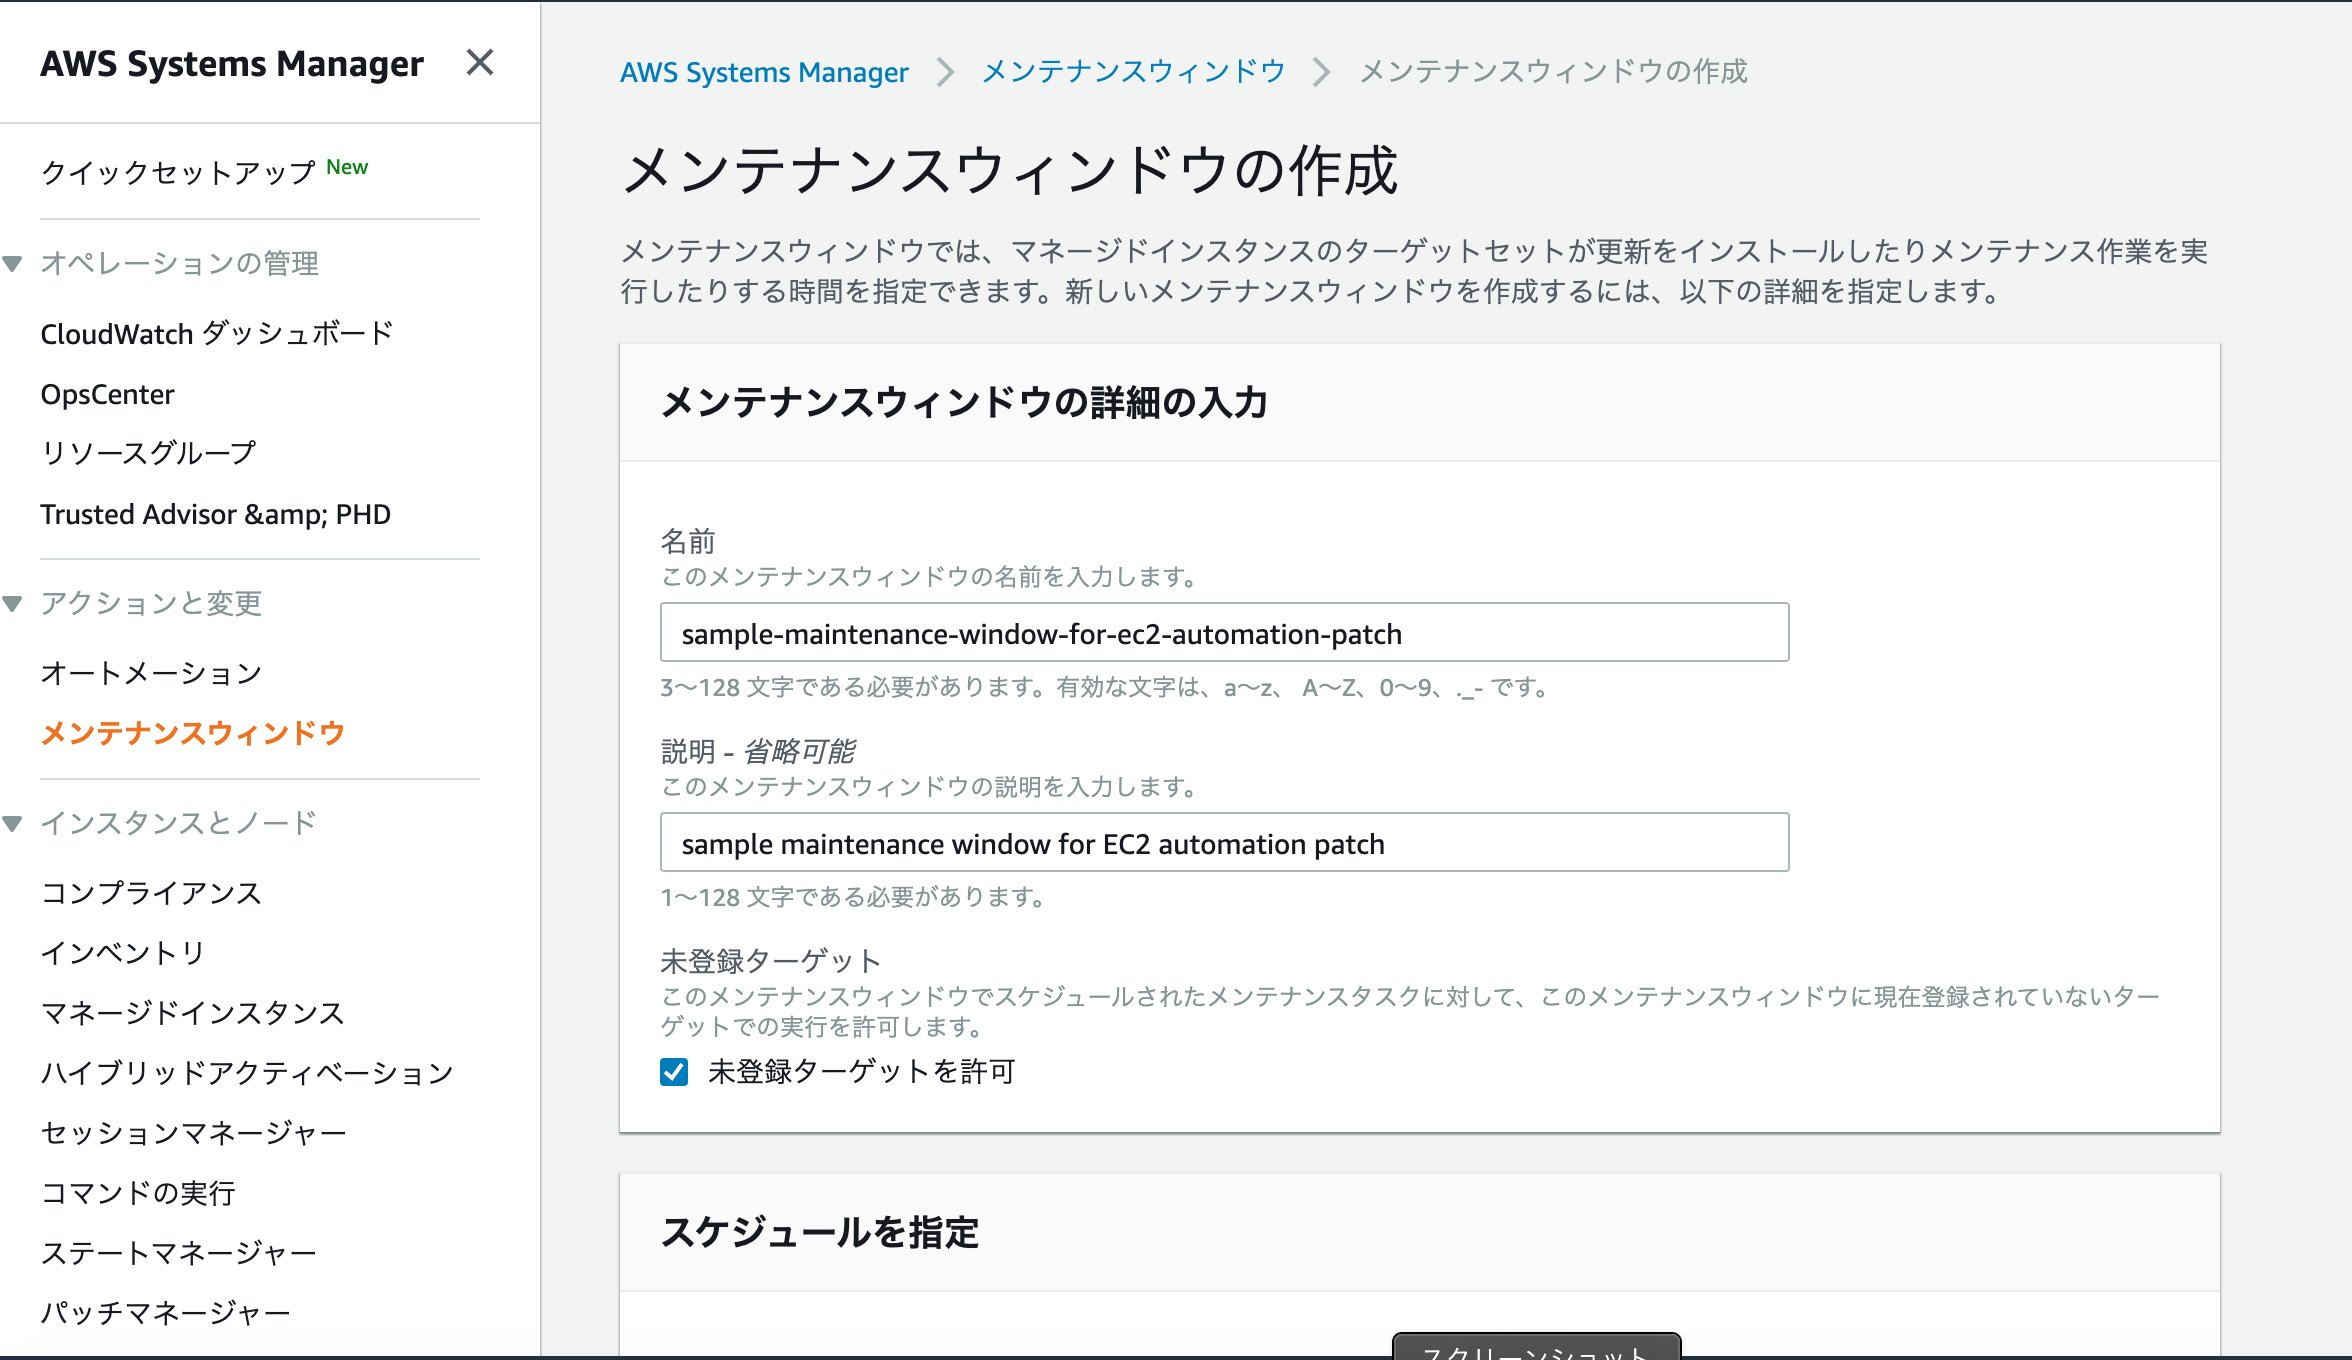 AWS Systems Manager
クイックセットアップ New
オペレーションの管理
CloudWatch ダッシュボード
OpsCenter
リソースグループ
Trusted Advisor &amp; PHD
アクションと変更
オートメーション
メンテナンスウィンドウ
インスタンスとノード
コンプライアンス
インベントリ
マネージドインスタンス
ハイブリッドアクティベーション
セッションマネージャー
コマンドの実行
ステートマネージャー
パッチマネージャー
AWS Systems Manager > メンテナンスウィンドウ > メンテナンスウィンドウの作成
メンテナンスウィンドウの作成
メンテナンスウィンドウでは、マネージドインスタンスのターゲットセットが更新をインストールしたりメンテナンス作業を実
行したりする時間を指定できます。新しいメンテナンスウィンドウを作成するには、以下の詳細を指定します。
メンテナンスウィンドウの詳細の入力
名前
このメンテナンスウィンドウの名前を入力します。
sample-maintenance-window-for-ec2-automation-patch
3〜128 文字である必要があります。有効な文字は、a〜z、 A〜Z、0〜9、._- です。
説明 - 省略可能
このメンテナンスウィンドウの説明を入力します。
sample maintenance window for EC2 automation patch
1〜128 文字である必要があります。
未登録ターゲット
このメンテナンスウィンドウでスケジュールされたメンテナンスタスクに対して、このメンテナンスウィンドウに現在登録されていないター
ゲットでの実行を許可します。
未登録ターゲットを許可
スケジュールを指定
スクリーンショット